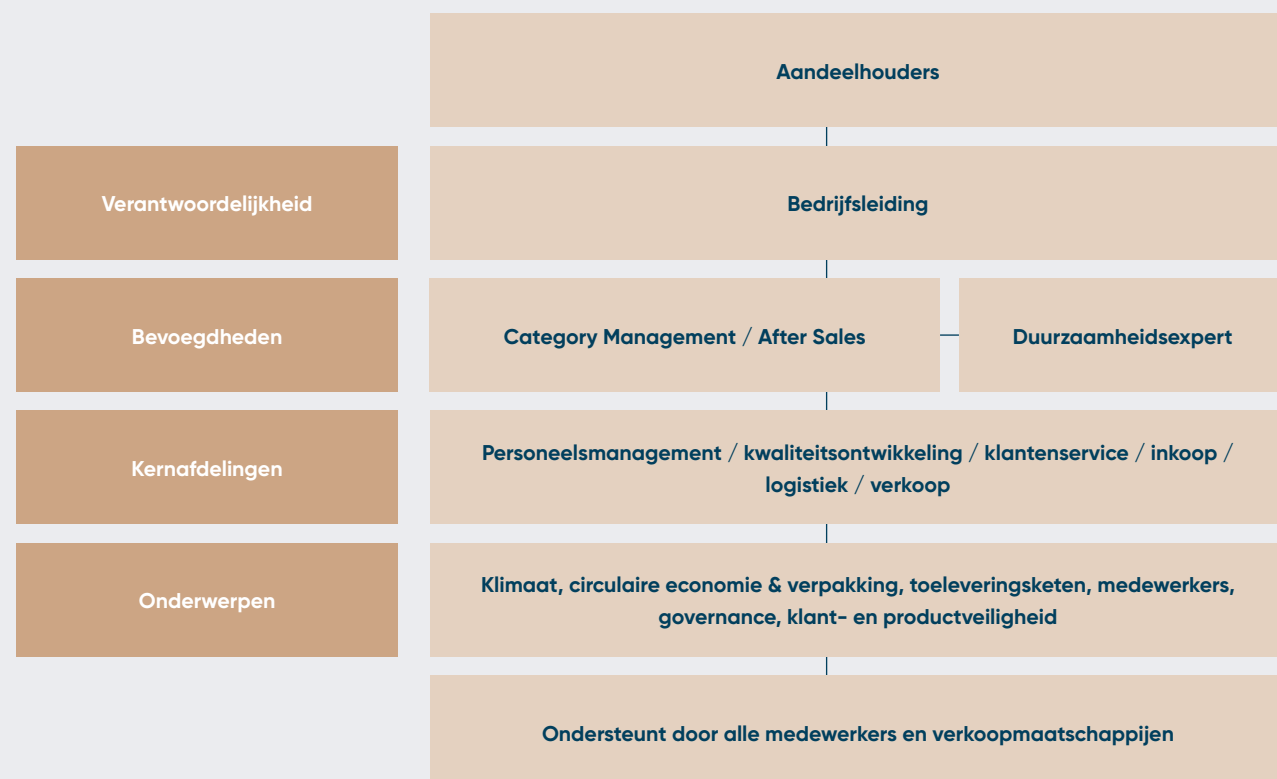 Aandeelhouders
Verantwoordelijkheid
Bedrijfsleiding
Bevoegdheden
Category Management / After Sales
Duurzaamheidsexpert
Kernafdelingen
Personeelsmanagement / kwaliteitsontwikkeling / klantenservice / inkoop /
logistiek / verkoop
Onderwerpen
Klimaat, circulaire economie & verpakking, toeleveringsketen, medewerkers,
governance, klant- en productveiligheid
Ondersteunt door alle medewerkers en verkoopmaatschappijen